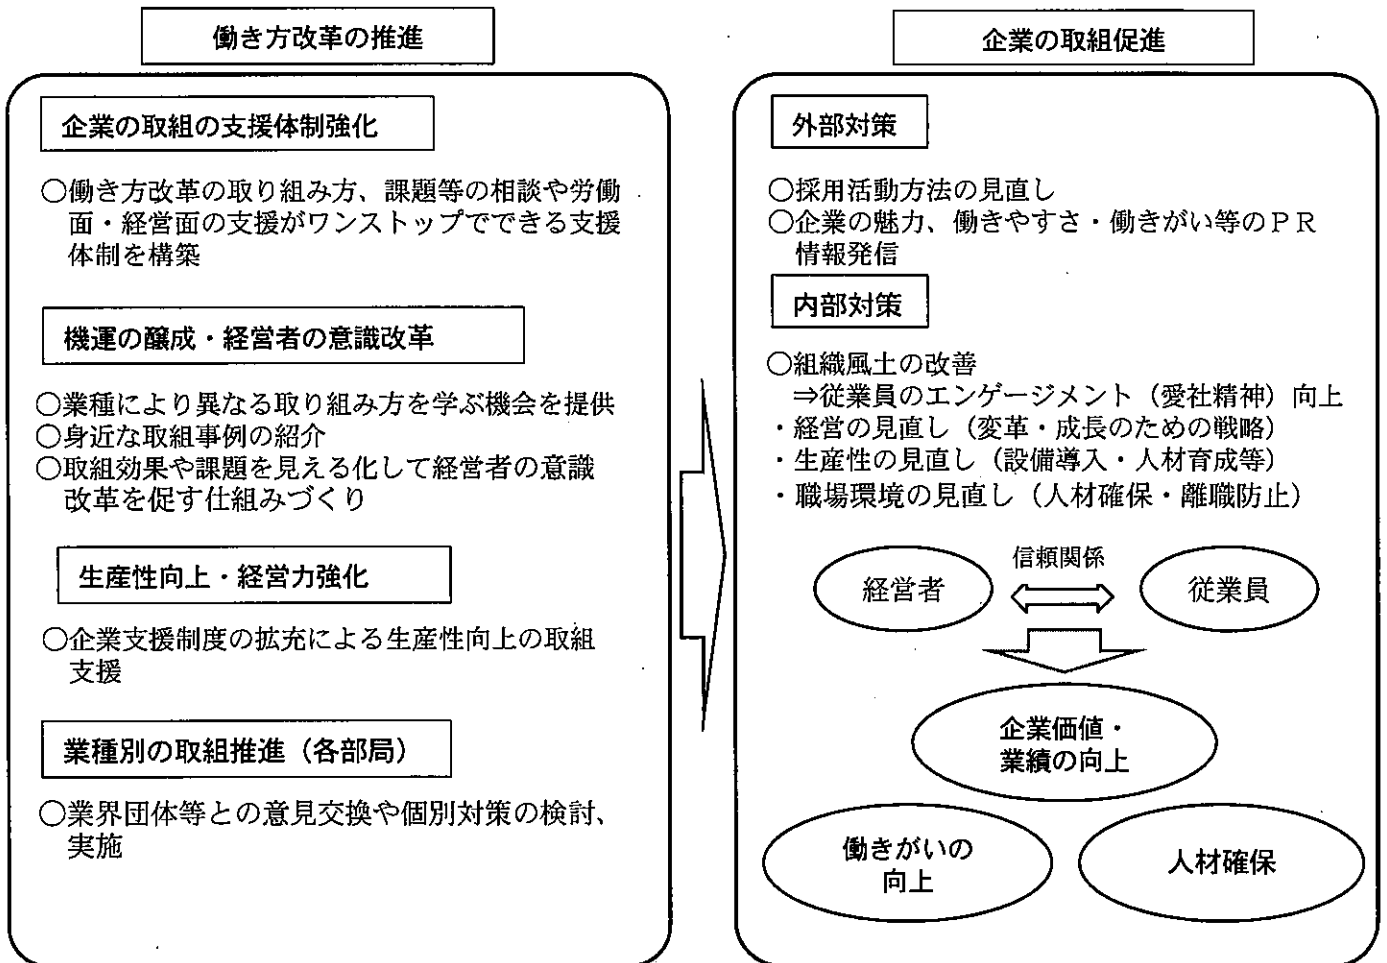 働き方改革の推進
企業の取組の支援体制強化
○働き方改革の取り組み方、課題等の相談や労働
面・経営面の支援がワンストップでできる支援
体制を構築
機運の醸成・経営者の意識改革
○業種により異なる取り組み方を学ぶ機会を提供
○身近な取組事例の紹介
○取組効果や課題を見える化して経営者の意識
改革を促す仕組みづくり
生産性向上・経営力強化
○企業支援制度の拡充による生産性向上の取組
支援
業種別の取組推進（各部局）
○業界団体等との意見交換や個別対策の検討、
実施
企業の取組促進
外部対策
○採用活動方法の見直し
○企業の魅力、働きやすさ・働きがい等のＰＲ
情報発信
内部対策
○組織風土の改善
⇒従業員のエンゲージメント（愛社精神）向上
・経営の見直し（変革・成長のための戦略）
・生産性の見直し（設備導入・人材育成等）
・職場環境の見直し（人材確保・離職防止）
経営者
信頼関係
従業員
企業価値・
業績の向上
働きがいの
向上
人材確保